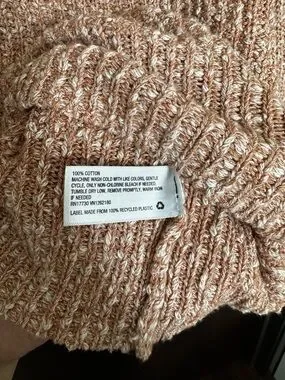 100% COTTON
MACHINE WASH COLD WITH LIKE COLORS, GENTLE
CYCLE, ONLY NON-CHLORINE BLEACH IF NEEDED,
TUMBLE DRY LOW, REMOVE PROMPTLY, WARM IRON
IF NEEDED
RN17730 WN1262180
LABEL MADE FROM 100% RECYCLED PLASTIC